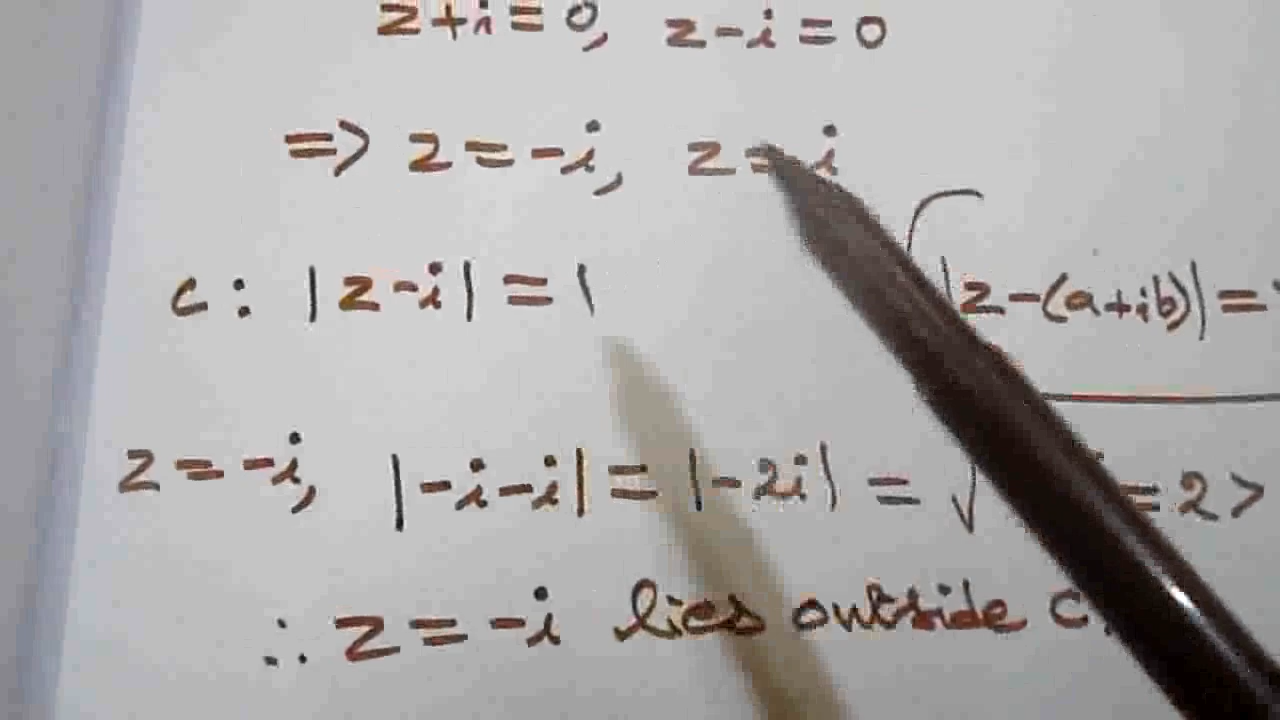 z+i=0, z-i=0
=> z=-i, z=i
c: |z-i|=1
|z-(a+ib)|=
z=-i, |-i-i|=|-2i|=√ =2>
∴ z=-i lies outside c.